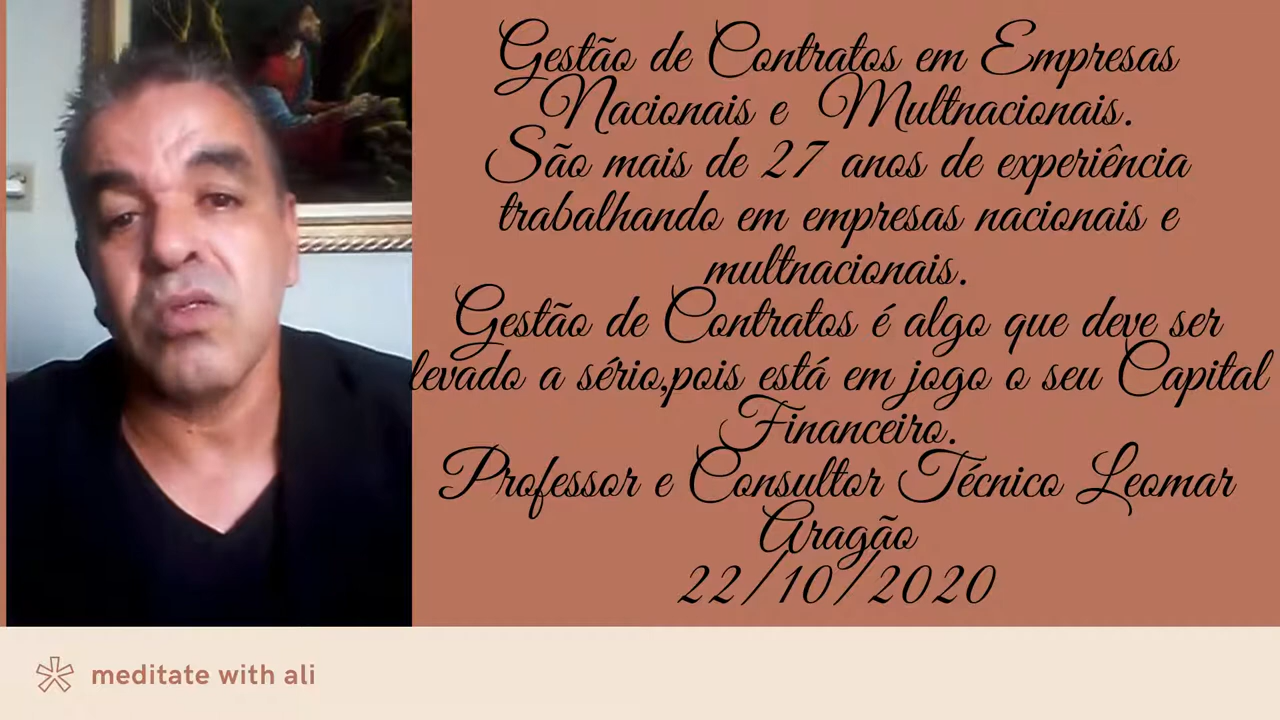 Gestão de Contratos em Empresas
Nacionais e Multnacionais.
São mais de 27 anos de experiência
trabalhando em empresas nacionais e
multnacionais.
Gestão de Contratos é algo que deve ser
levado a sério,pois está em jogo o seu Capital
Financeiro.
Professor e Consultor Técnico Leomar
Aragão
22/10/2020
meditate with ali